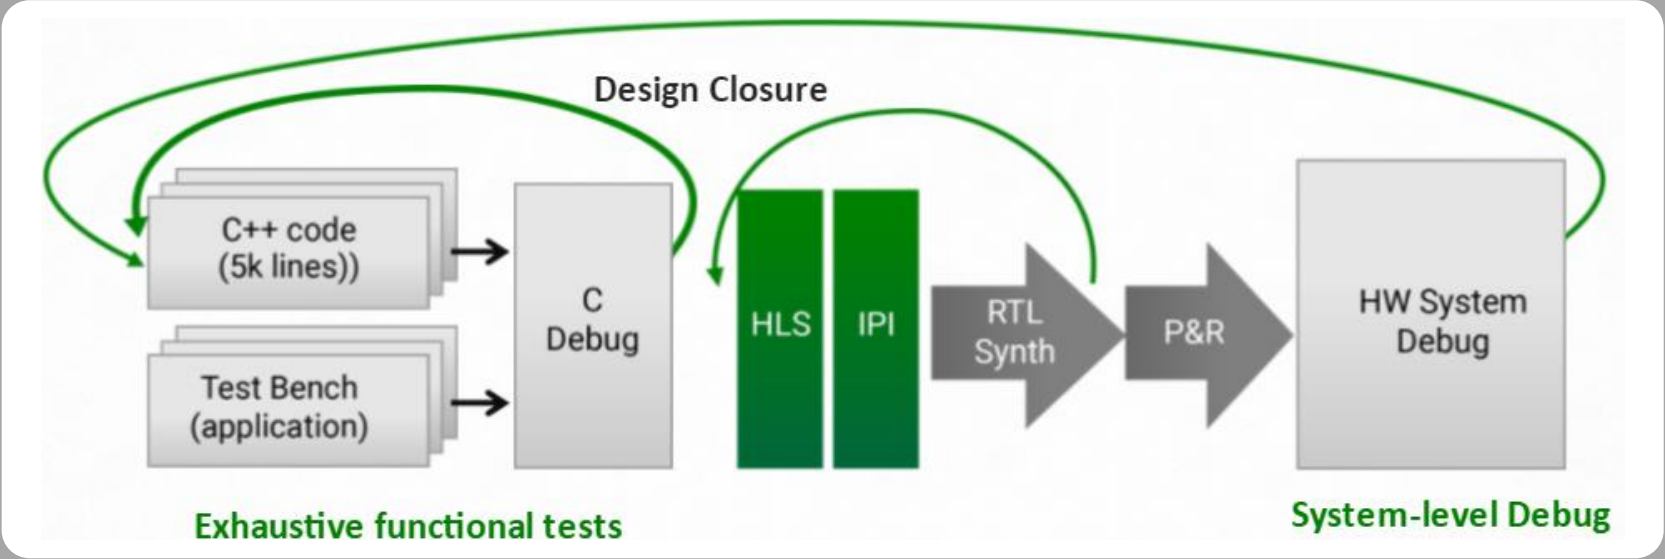 Design Closure
C++ code
(5k lines))
Test Bench
(application)
C
Debug
HLS
IPI
RTL
Synth
P&R
HW System
Debug
Exhaustive functional tests
System-level Debug